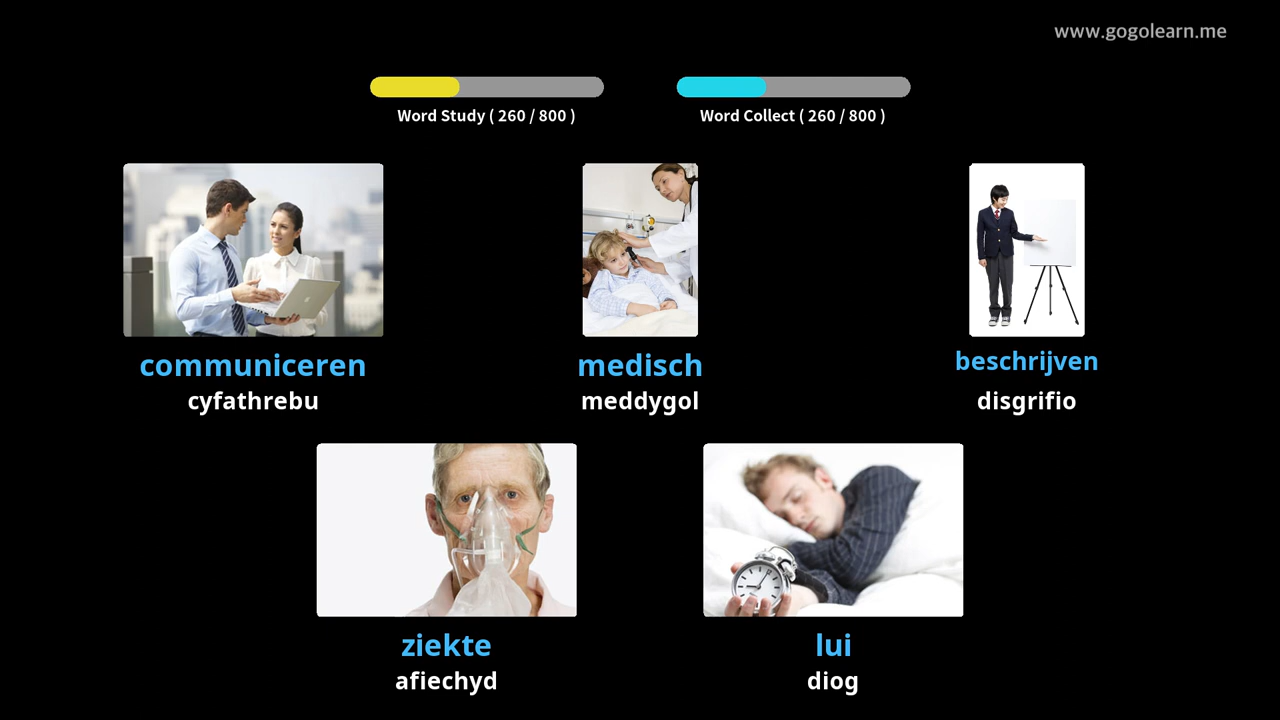 www.gogolearn.me
Word Study ( 260 / 800 )
Word Collect ( 260 / 800 )
communiceren
cyfathrebu
medisch
meddygol
beschrijven
disgrifio
ziekte
afiechyd
lui
diog